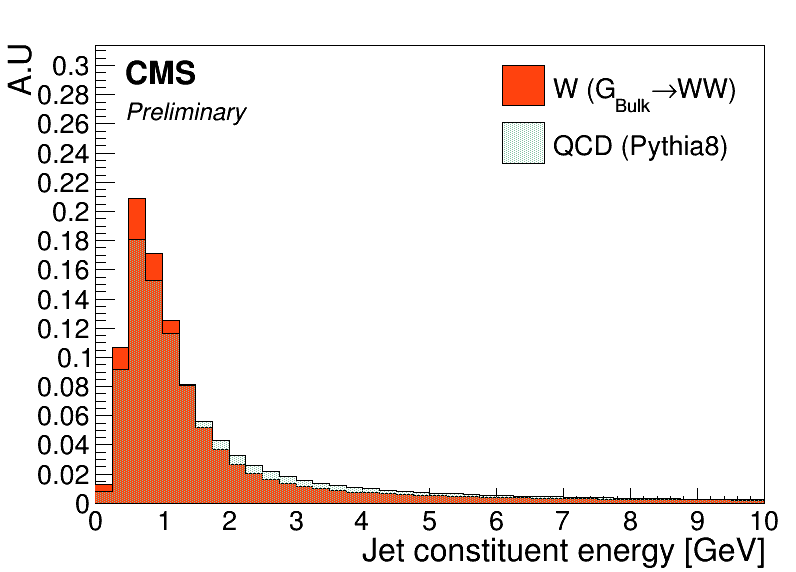 A.U
0.3
0.28
0.26
0.24
0.22
0.2
0.18
0.16
0.14
0.12
0.1
0.08
0.06
0.04
0.02
0
CMS
Preliminary
W (G_Bulk→WW)
QCD (Pythia8)
0 1 2 3 4 5 6 7 8 9 10
Jet constituent energy [GeV]